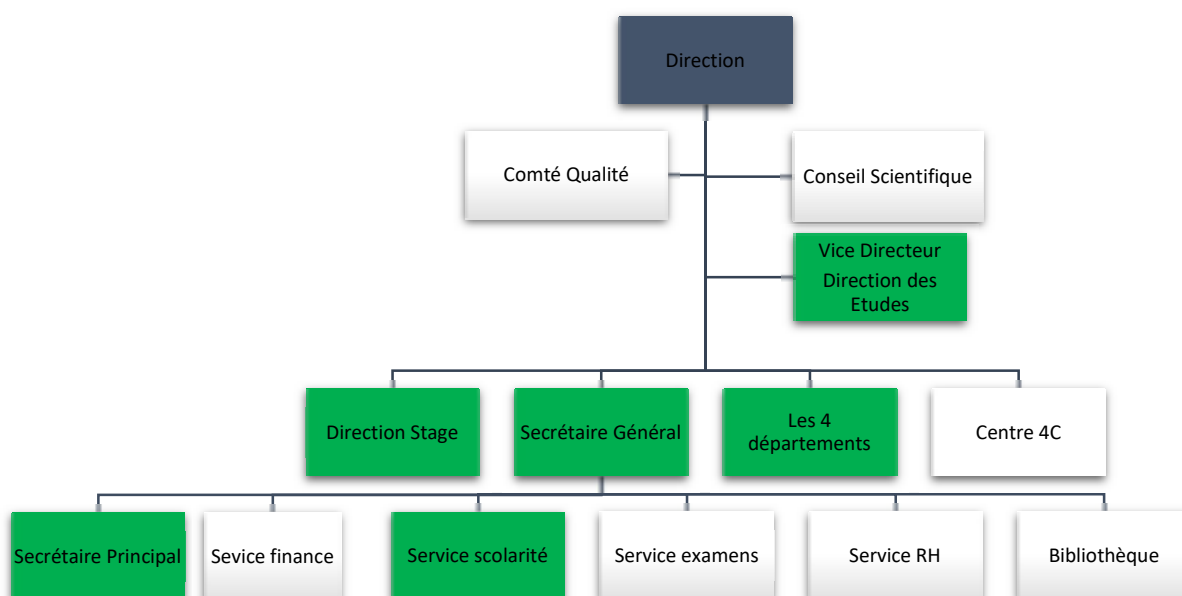 Direction
Comté Qualité
Conseil Scientifique
Vice Directeur
Direction des
Etudes
Direction Stage
Secrétaire Général
Les 4
départements
Centre 4C
Secrétaire Principal
Sevice finance
Service scolarité
Service examens
Service RH
Bibliothèque